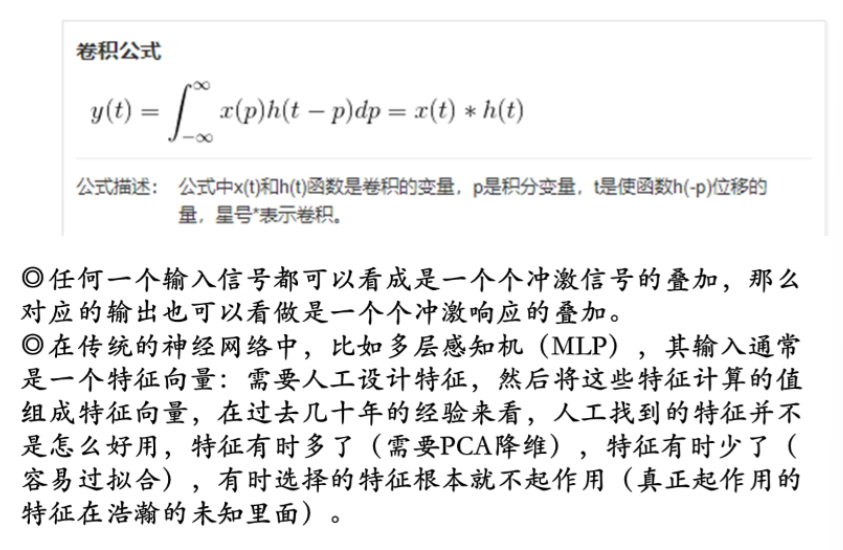 卷积公式
y(t) = ∫_{-∞}^{∞} x(p)h(t − p)dp = x(t) ∗ h(t)
公式描述： 公式中x(t)和h(t)函数是卷积的变量，p是积分变量，t是使函数h(-p)位移的
量，星号*表示卷积。
◎任何一个输入信号都可以看成是一个个冲激信号的叠加，那么
对应的输出也可以看做是一个个冲激响应的叠加。
◎在传统的神经网络中，比如多层感知机（MLP），其输入通常
是一个特征向量：需要人工设计特征，然后将这些特征计算的值
组成特征向量，在过去几十年的经验来看，人工找到的特征并不
是怎么好用，特征有时多了（需要PCA降维），特征有时少了（
容易过拟合），有时选择的特征根本就不起作用（真正起作用的
特征在浩瀚的未知里面）。